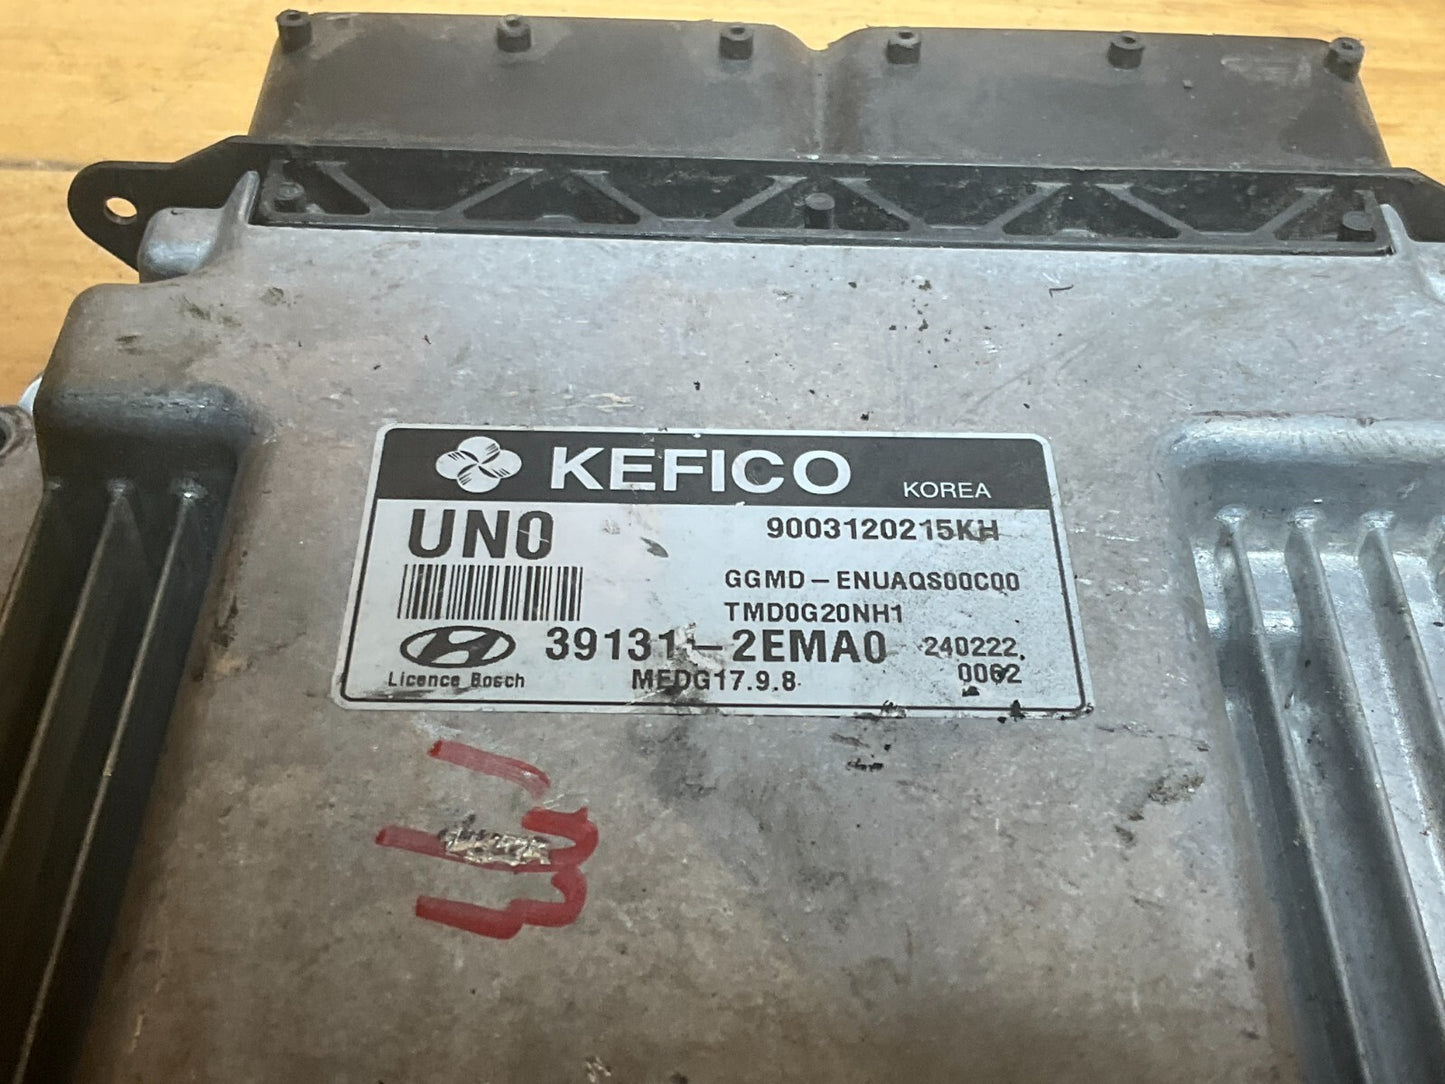 KEFICO KOREA
UN0 9003120215KH
GGMD-ENUAQS00C00
TMD0G20NH1
39131-2EMA0 240222
Licence Bosch MEDG17.9.8 0062